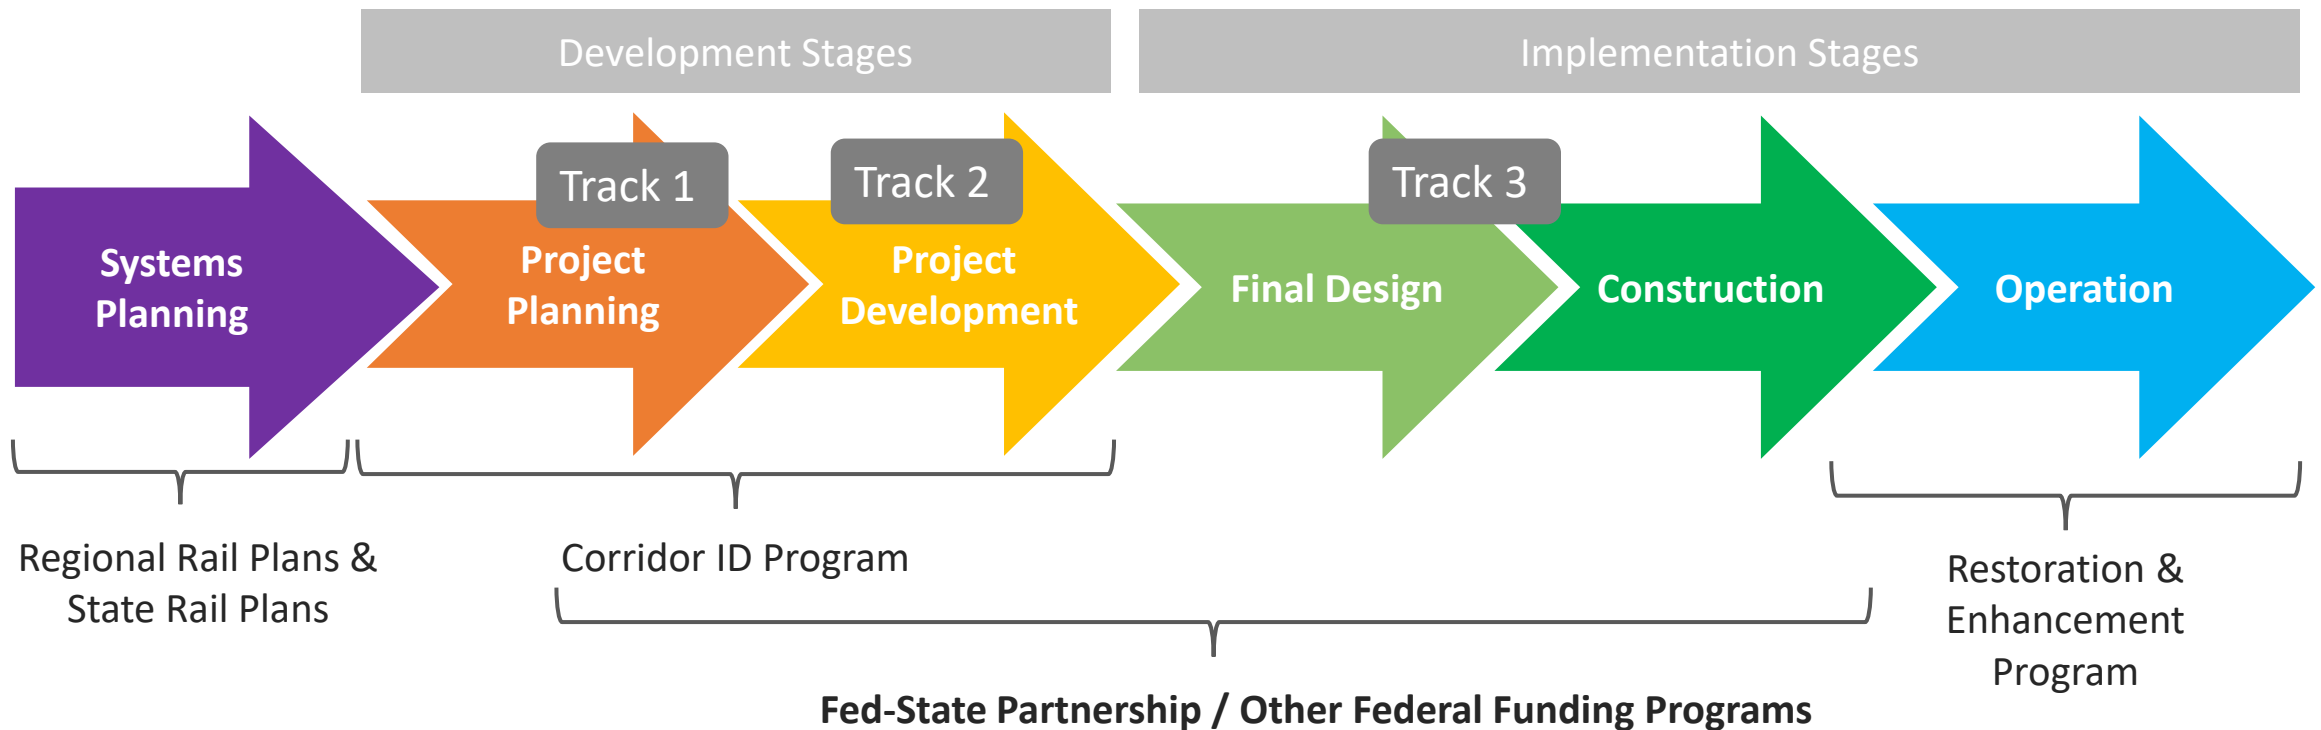 Development Stages
Implementation Stages
Track 1
Track 2
Track 3
Systems
Planning
Project
Planning
Project
Development
Final Design
Construction
Operation
Regional Rail Plans &
State Rail Plans
Corridor ID Program
Restoration &
Enhancement
Program
Fed-State Partnership / Other Federal Funding Programs